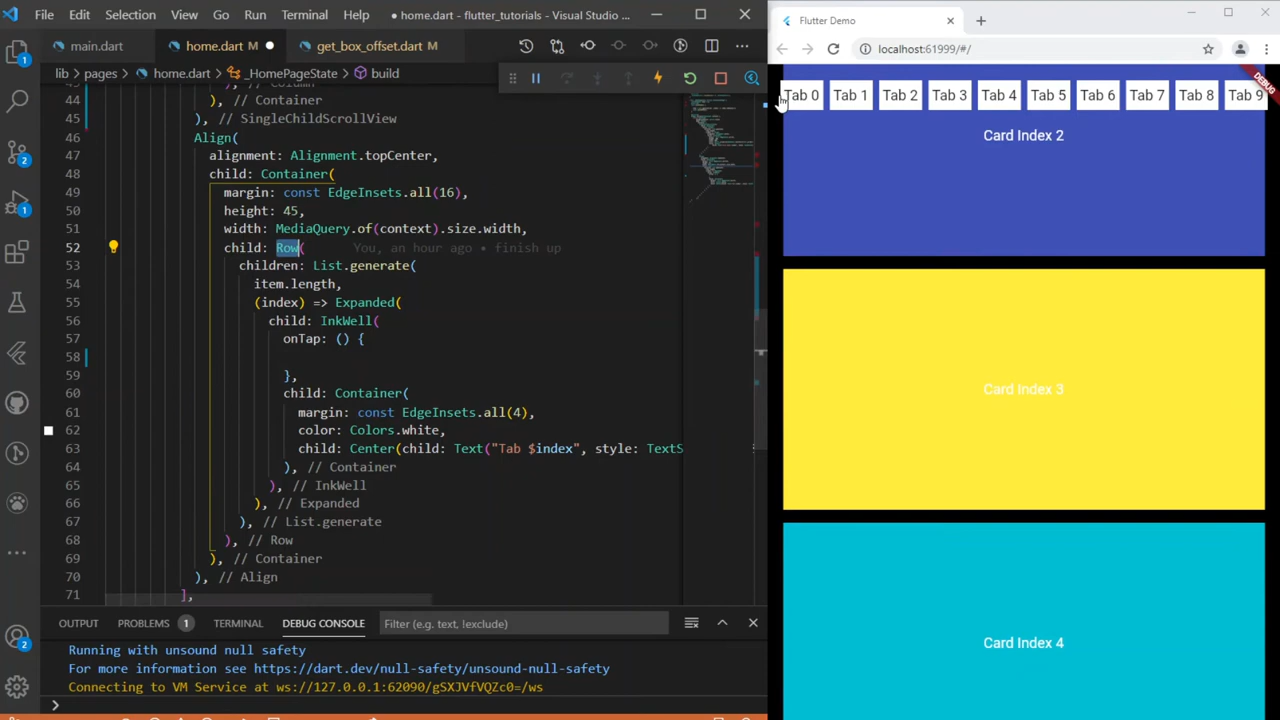 File Edit Selection View Go Run Terminal ··· ● home.dart - flutter_tutorials - Visual Studio ...
main.dart home.dart M ● get_box_offset.dart M
lib > pages > home.dart > _HomePageState > build
), // Column
44 ), // Container
45 ), // SingleChildScrollView
46 Align(
47 alignment: Alignment.topCenter,
48 child: Container(
49 margin: const EdgeInsets.all(16),
50 height: 45,
51 width: MediaQuery.of(context).size.width,
52 child: Row( You, an hour ago • finish up
53 children: List.generate(
54 item.length,
55 (index) => Expanded(
56 child: InkWell(
57 onTap: () {
58
59 },
60 child: Container(
61 margin: const EdgeInsets.all(4),
62 color: Colors.white,
63 child: Center(child: Text("Tab $index", style: TextS
64 ), // Container
65 ), // InkWell
66 ), // Expanded
67 ), // List.generate
68 ), // Row
69 ), // Container
70 ), // Align
71 ],
1
2
1
2
OUTPUT PROBLEMS 1 TERMINAL DEBUG CONSOLE Filter (e.g. text, !exclude)
Running with unsound null safety
For more information see https://dart.dev/null-safety/unsound-null-safety
Connecting to VM Service at ws://127.0.0.1:62090/gSXJVfVQZc0=/ws
Flutter Demo
localhost:61999/#/
DEBUG
Tab 0 Tab 1 Tab 2 Tab 3 Tab 4 Tab 5 Tab 6 Tab 7 Tab 8 Tab 9
Card Index 2
Card Index 3
Card Index 4